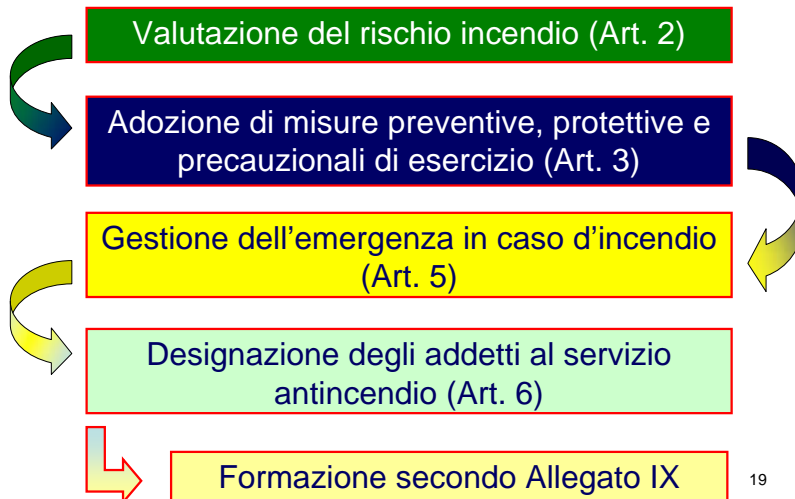 Valutazione del rischio incendio (Art. 2)
Adozione di misure preventive, protettive e
precauzionali di esercizio (Art. 3)
Gestione dell’emergenza in caso d’incendio
(Art. 5)
Designazione degli addetti al servizio
antincendio (Art. 6)
Formazione secondo Allegato IX
19